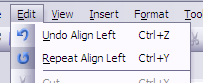 Edit View Insert Format Too
Undo Align Left Ctrl+Z
Repeat Align Left Ctrl+Y
Cut Ctrl+X